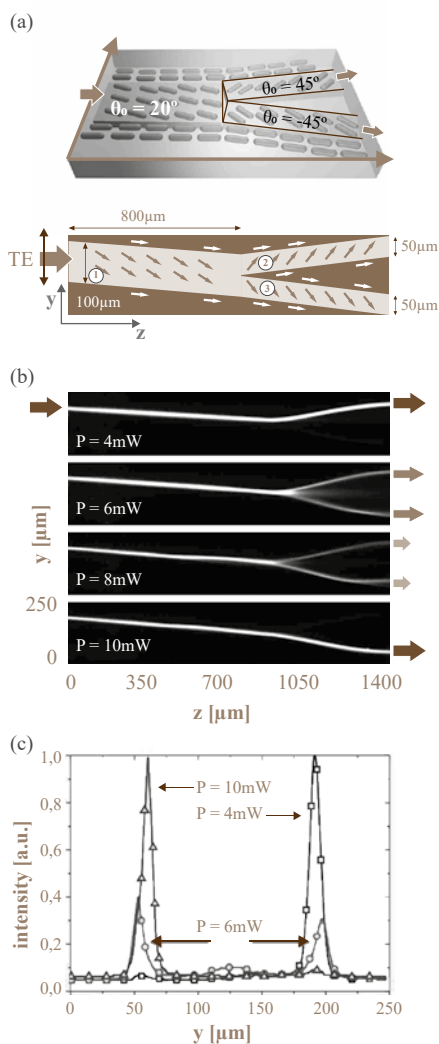 (a)
θ₀ = 45º
θ₀ = 20º
θ₀ = -45º
800µm
TE
1
2
3
50µm
100µm
50µm
y
z
(b)
P = 4mW
P = 6mW
P = 8mW
P = 10mW
y [µm]
250
0
0 350 700 1050 1400
z [µm]
(c)
1,0
0,8
0,6
0,4
0,2
0,0
intensity [a.u.]
P = 10mW
P = 4mW
P = 6mW
0 50 100 150 200 250
y [µm]